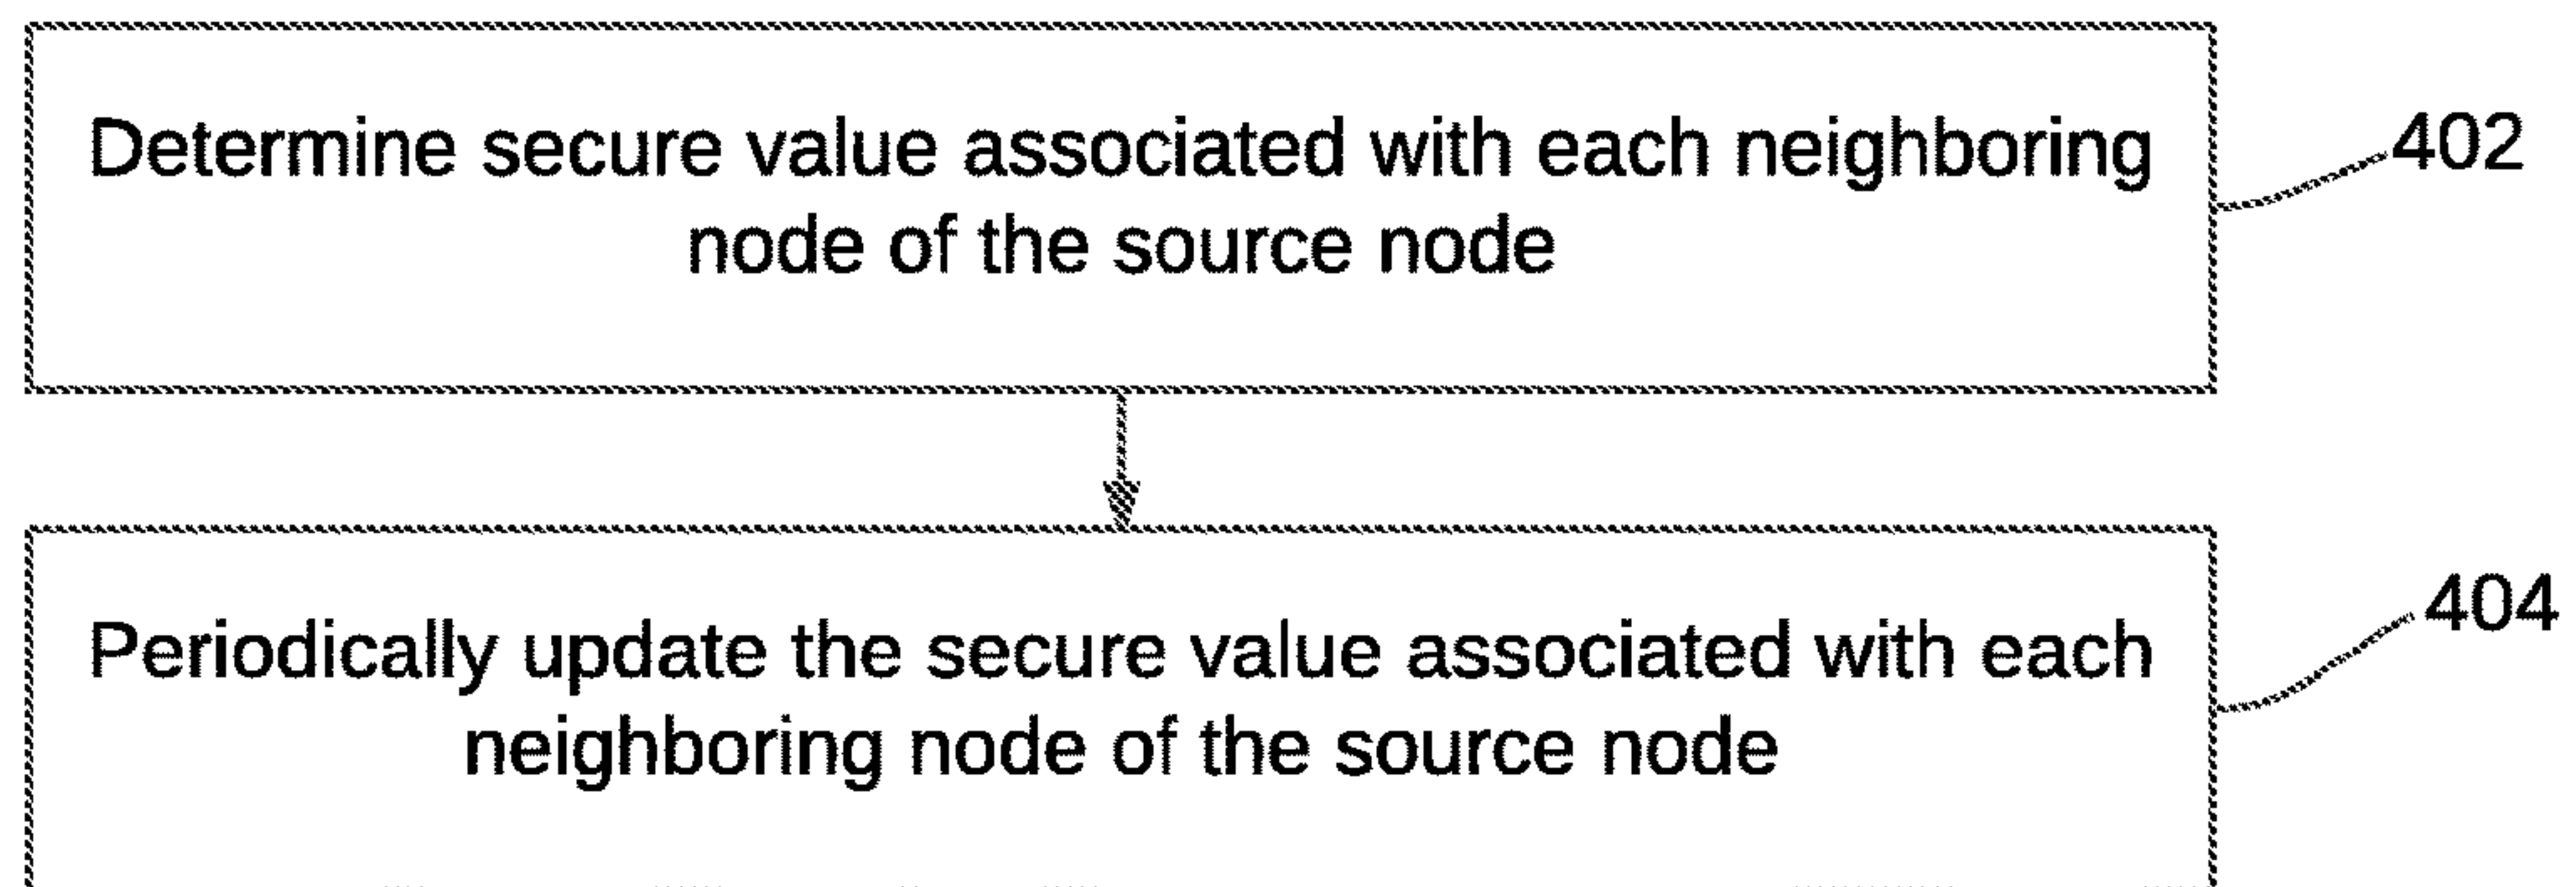 Determine secure value associated with each neighboring
node of the source node
402
Periodically update the secure value associated with each
neighboring node of the source node
404